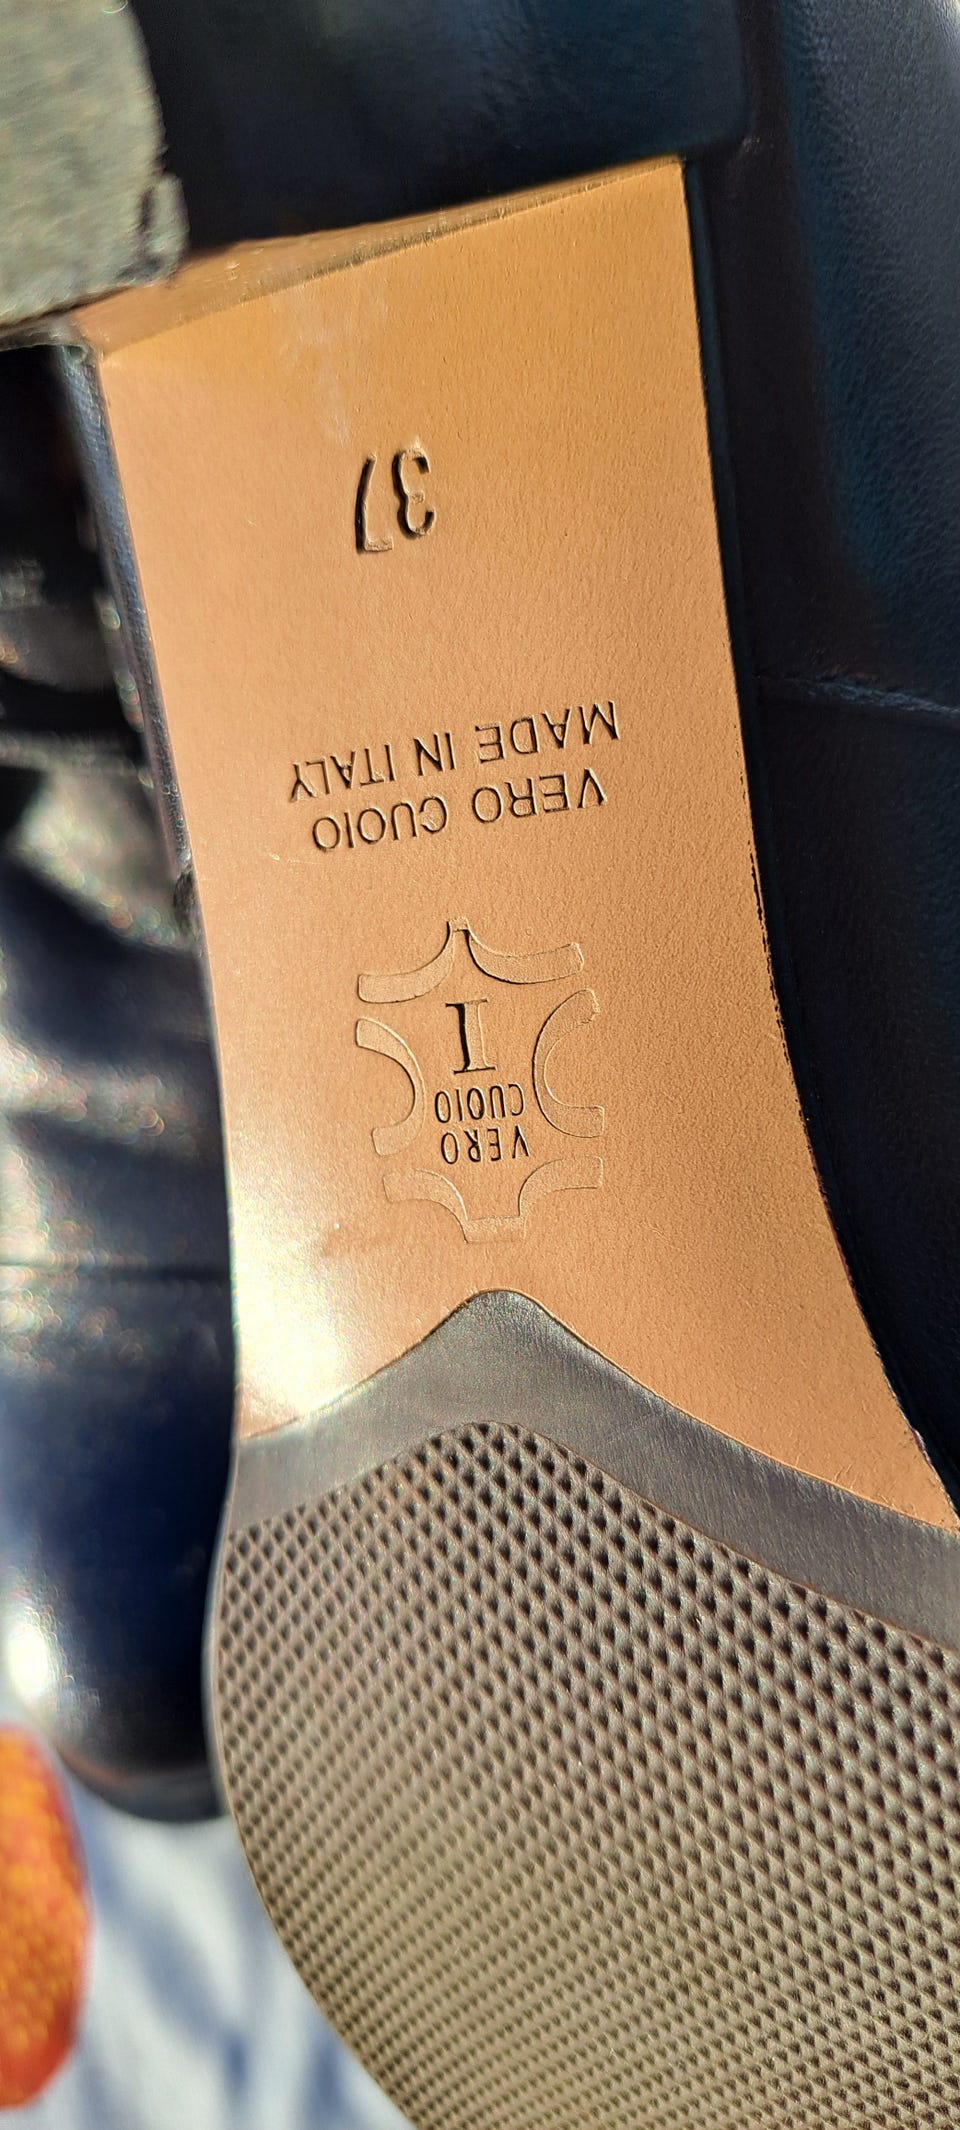 VERO
CUOIO
I
VERO CUOIO
MADE IN ITALY
37